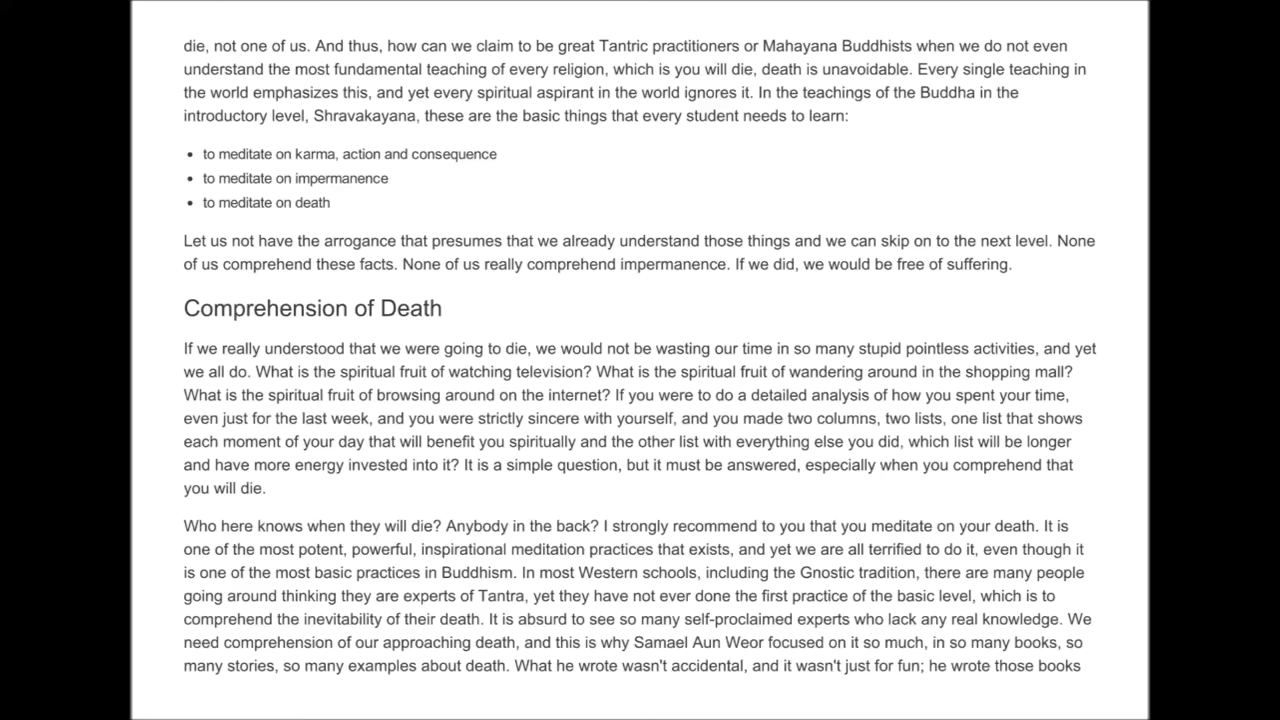 die, not one of us. And thus, how can we claim to be great Tantric practitioners or Mahayana Buddhists when we do not even
understand the most fundamental teaching of every religion, which is you will die, death is unavoidable. Every single teaching in
the world emphasizes this, and yet every spiritual aspirant in the world ignores it. In the teachings of the Buddha in the
introductory level, Shravakayana, these are the basic things that every student needs to learn:
• to meditate on karma, action and consequence
• to meditate on impermanence
• to meditate on death
Let us not have the arrogance that presumes that we already understand those things and we can skip on to the next level. None
of us comprehend these facts. None of us really comprehend impermanence. If we did, we would be free of suffering.
Comprehension of Death
If we really understood that we were going to die, we would not be wasting our time in so many stupid pointless activities, and yet
we all do. What is the spiritual fruit of watching television? What is the spiritual fruit of wandering around in the shopping mall?
What is the spiritual fruit of browsing around on the internet? If you were to do a detailed analysis of how you spent your time,
even just for the last week, and you were strictly sincere with yourself, and you made two columns, two lists, one list that shows
each moment of your day that will benefit you spiritually and the other list with everything else you did, which list will be longer
and have more energy invested into it? It is a simple question, but it must be answered, especially when you comprehend that
you will die.
Who here knows when they will die? Anybody in the back? I strongly recommend to you that you meditate on your death. It is
one of the most potent, powerful, inspirational meditation practices that exists, and yet we are all terrified to do it, even though it
is one of the most basic practices in Buddhism. In most Western schools, including the Gnostic tradition, there are many people
going around thinking they are experts of Tantra, yet they have not ever done the first practice of the basic level, which is to
comprehend the inevitability of their death. It is absurd to see so many self-proclaimed experts who lack any real knowledge. We
need comprehension of our approaching death, and this is why Samael Aun Weor focused on it so much, in so many books, so
many stories, so many examples about death. What he wrote wasn't accidental, and it wasn't just for fun; he wrote those books